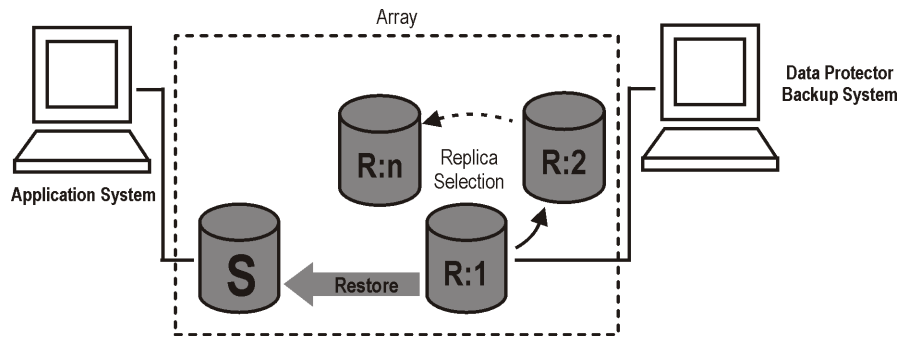 Array
Data Protector
Backup System
R:n
R:2
Replica
Selection
Application System
S
Restore
R:1